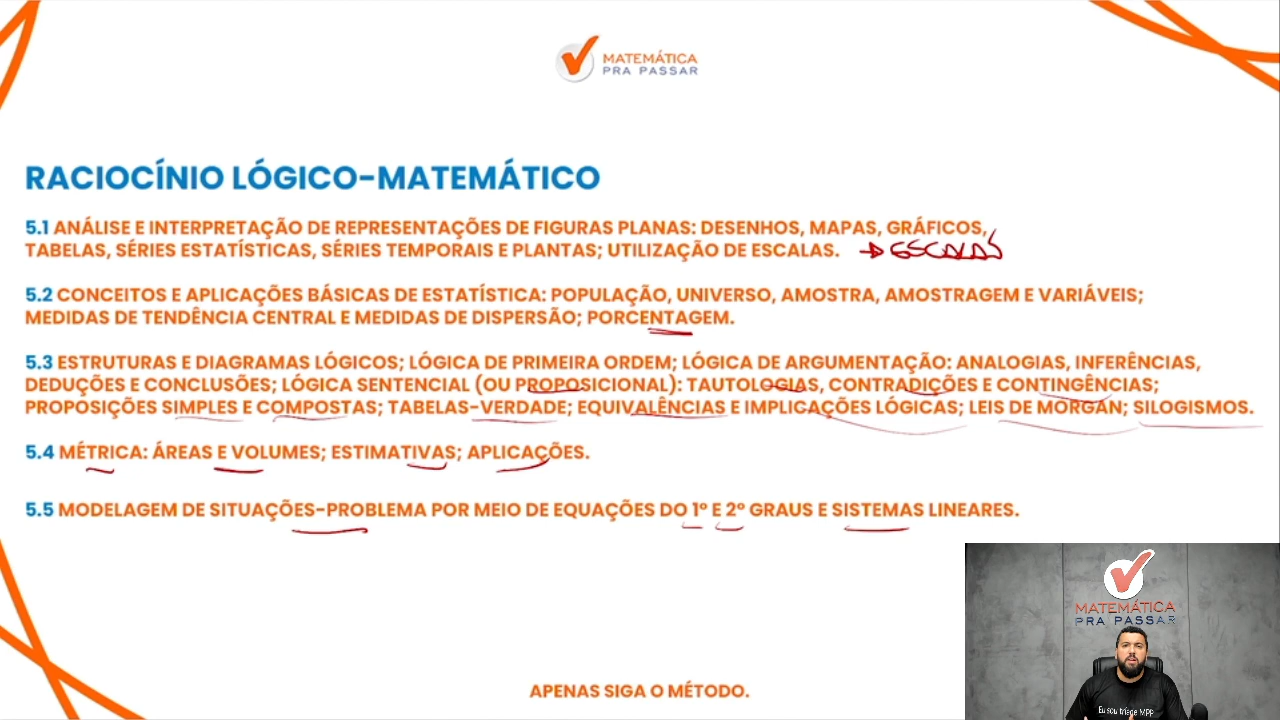 MATEMÁTICA
PRA PASSAR
RACIOCÍNIO LÓGICO-MATEMÁTICO
5.1 ANÁLISE E INTERPRETAÇÃO DE REPRESENTAÇÕES DE FIGURAS PLANAS: DESENHOS, MAPAS, GRÁFICOS,
TABELAS, SÉRIES ESTATÍSTICAS, SÉRIES TEMPORAIS E PLANTAS; UTILIZAÇÃO DE ESCALAS. → ESCALAS
5.2 CONCEITOS E APLICAÇÕES BÁSICAS DE ESTATÍSTICA: POPULAÇÃO, UNIVERSO, AMOSTRA, AMOSTRAGEM E VARIÁVEIS;
MEDIDAS DE TENDÊNCIA CENTRAL E MEDIDAS DE DISPERSÃO; PORCENTAGEM.
5.3 ESTRUTURAS E DIAGRAMAS LÓGICOS; LÓGICA DE PRIMEIRA ORDEM; LÓGICA DE ARGUMENTAÇÃO: ANALOGIAS, INFERÊNCIAS,
DEDUÇÕES E CONCLUSÕES; LÓGICA SENTENCIAL (OU PROPOSICIONAL): TAUTOLOGIAS, CONTRADIÇÕES E CONTINGÊNCIAS;
PROPOSIÇÕES SIMPLES E COMPOSTAS; TABELAS-VERDADE; EQUIVALÊNCIAS E IMPLICAÇÕES LÓGICAS; LEIS DE MORGAN; SILOGISMOS.
5.4 MÉTRICA: ÁREAS E VOLUMES; ESTIMATIVAS; APLICAÇÕES.
5.5 MODELAGEM DE SITUAÇÕES-PROBLEMA POR MEIO DE EQUAÇÕES DO 1º E 2º GRAUS E SISTEMAS LINEARES.
MATEMÁTICA
PRA PASSAR
Eu sou tríade MPP
APENAS SIGA O MÉTODO.